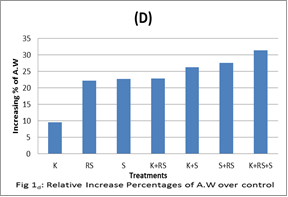 (D)
Increasing % of A.W
35
30
25
20
15
10
5
0
K RS S K+RS K+S S+RS K+RS+S
Treatments
Fig 1d: Relative Increase Percentages of A.W over control